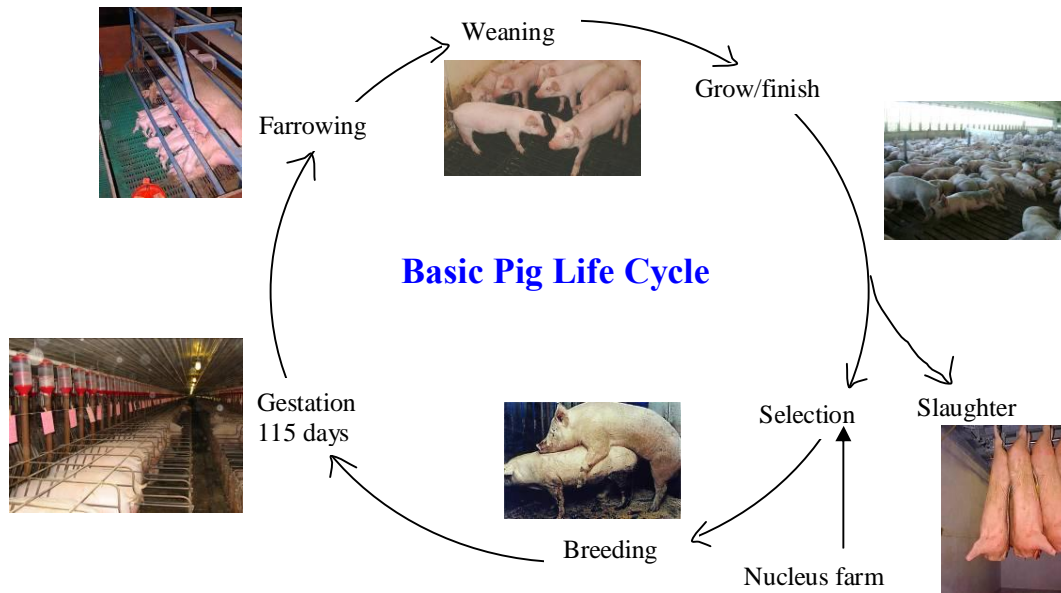 Weaning
Grow/finish
Farrowing
Basic Pig Life Cycle
Gestation
115 days
Selection
Slaughter
Breeding
Nucleus farm